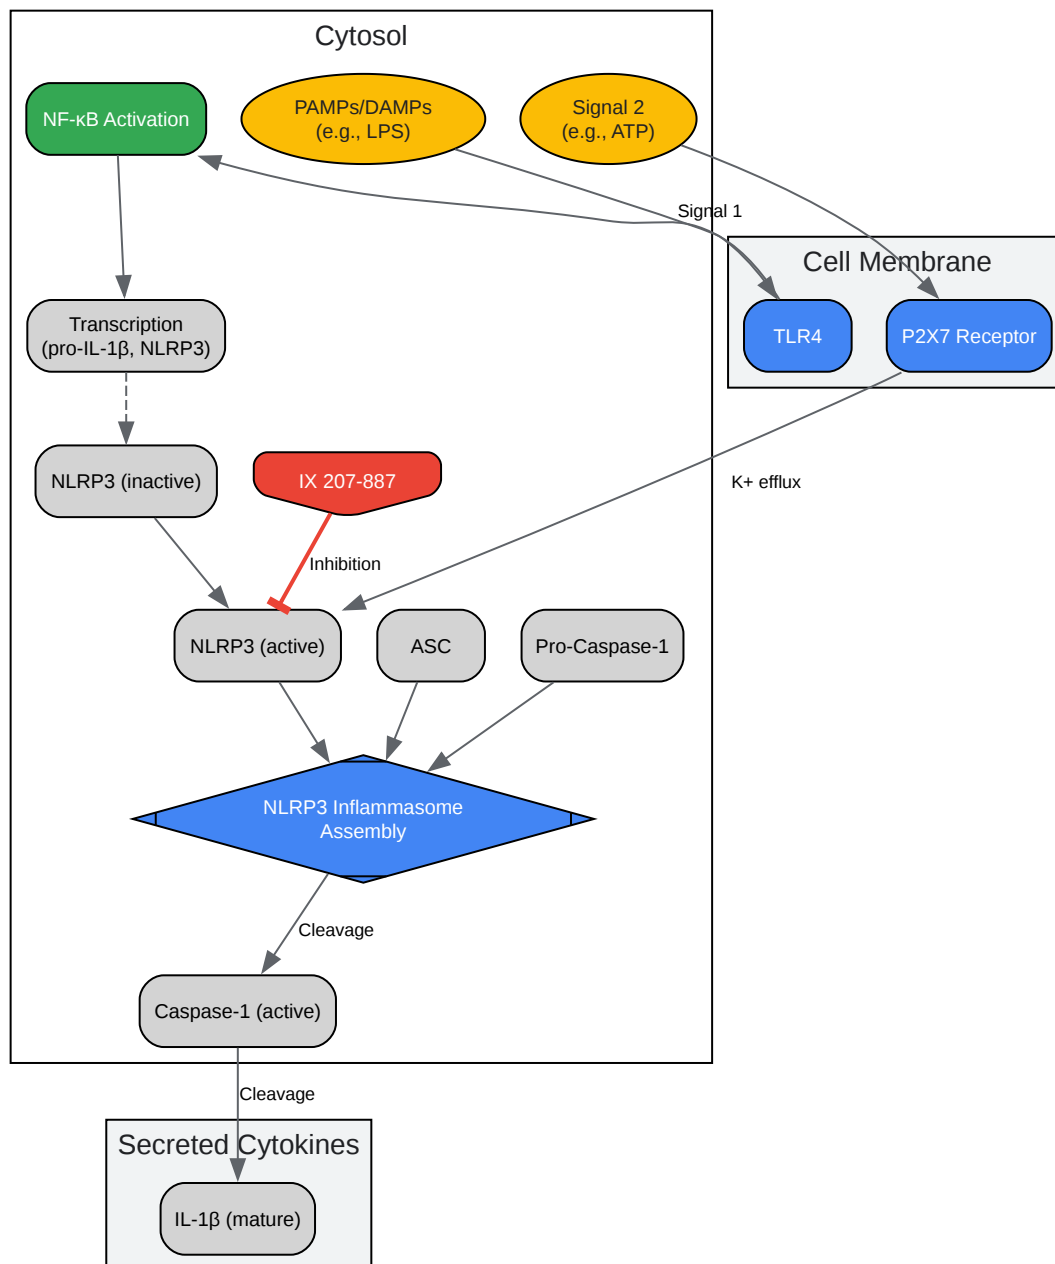 Cytosol
NF-κB Activation
PAMPs/DAMPs
(e.g., LPS)
Signal 2
(e.g., ATP)
Signal 1
Cell Membrane
TLR4
P2X7 Receptor
Transcription
(pro-IL-1β, NLRP3)
NLRP3 (inactive)
IX 207-887
K+ efflux
Inhibition
NLRP3 (active)
ASC
Pro-Caspase-1
NLRP3 Inflammasome
Assembly
Cleavage
Caspase-1 (active)
Cleavage
Secreted Cytokines
IL-1β (mature)